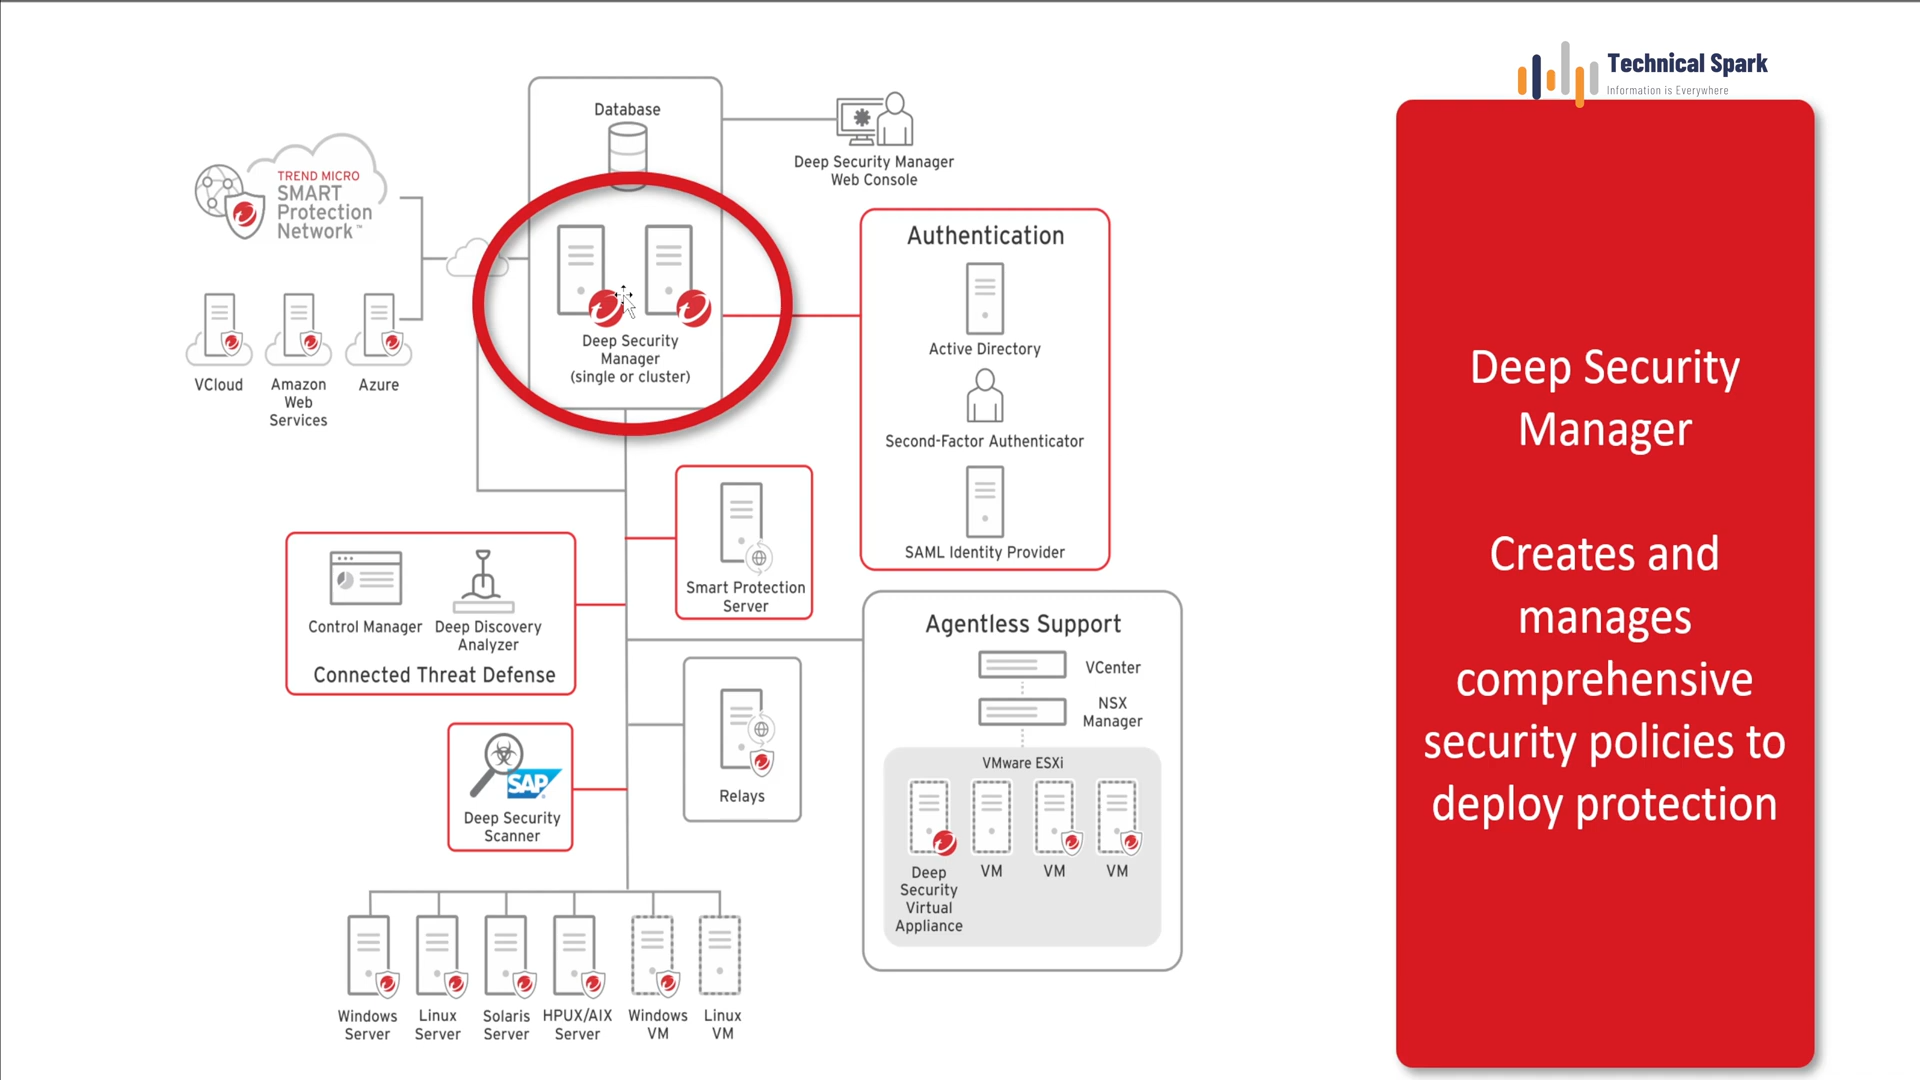 Technical Spark
Information is Everywhere
Database
Deep Security Manager
Web Console
TREND MICRO
SMART
Protection
Network™
VCloud
Amazon
Web
Services
Azure
Deep Security
Manager
(single or cluster)
Authentication
Active Directory
Second-Factor Authenticator
SAML Identity Provider
Smart Protection
Server
Control Manager
Deep Discovery
Analyzer
Connected Threat Defense
SAP
Deep Security
Scanner
Relays
Agentless Support
VCenter
NSX
Manager
VMware ESXi
Deep
Security
Virtual
Appliance
VM
VM
VM
Windows
Server
Linux
Server
Solaris
Server
HPUX/AIX
Server
Windows
VM
Linux
VM
Deep Security
Manager
Creates and
manages
comprehensive
security policies to
deploy protection